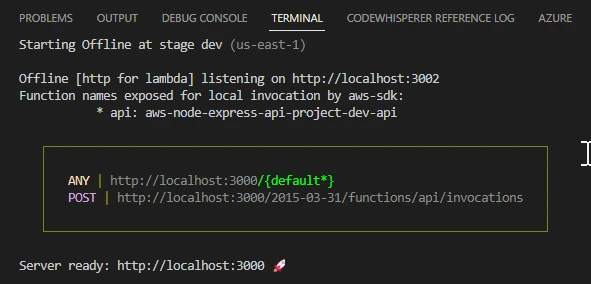 PROBLEMS OUTPUT DEBUG CONSOLE TERMINAL CODEWHISPERER REFERENCE LOG AZURE
Starting Offline at stage dev (us-east-1)
Offline [http for lambda] listening on http://localhost:3002
Function names exposed for local invocation by aws-sdk:
* api: aws-node-express-api-project-dev-api
ANY | http://localhost:3000/{default*}
POST | http://localhost:3000/2015-03-31/functions/api/invocations
Server ready: http://localhost:3000 🚀